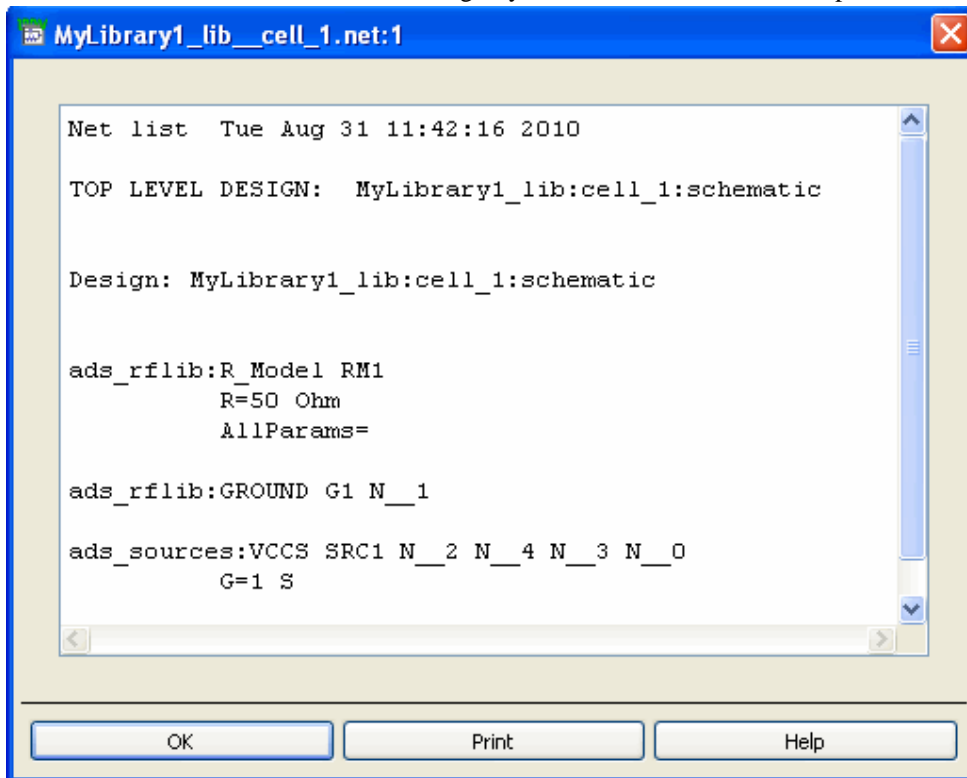 MyLibrary1_lib__cell_1.net:1
Net list  Tue Aug 31 11:42:16 2010
TOP LEVEL DESIGN:  MyLibrary1_lib:cell_1:schematic
Design: MyLibrary1_lib:cell_1:schematic
ads_rflib:R_Model RM1
R=50 Ohm
AllParams=
ads_rflib:GROUND G1 N__1
ads_sources:VCCS SRC1 N__2 N__4 N__3 N__0
G=1 S
OK
Print
Help